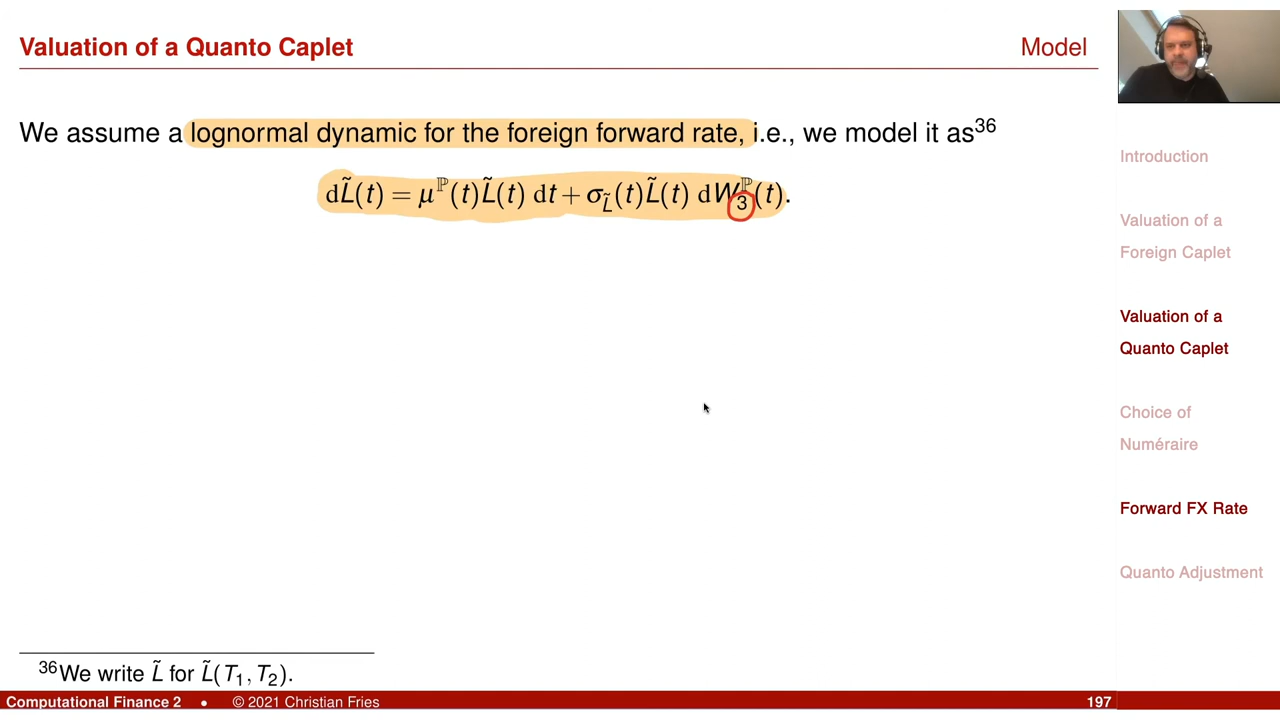 Valuation of a Quanto Caplet
Model
We assume a lognormal dynamic for the foreign forward rate, i.e., we model it as³⁶
dL̃(t) = μ^ℙ(t)L̃(t) dt + σ_L̃(t)L̃(t) dW₃^ℙ(t).
³⁶We write L̃ for L̃(T₁, T₂).
Computational Finance 2 • © 2021 Christian Fries
197
Introduction
Valuation of a
Foreign Caplet
Valuation of a
Quanto Caplet
Choice of
Numéraire
Forward FX Rate
Quanto Adjustment